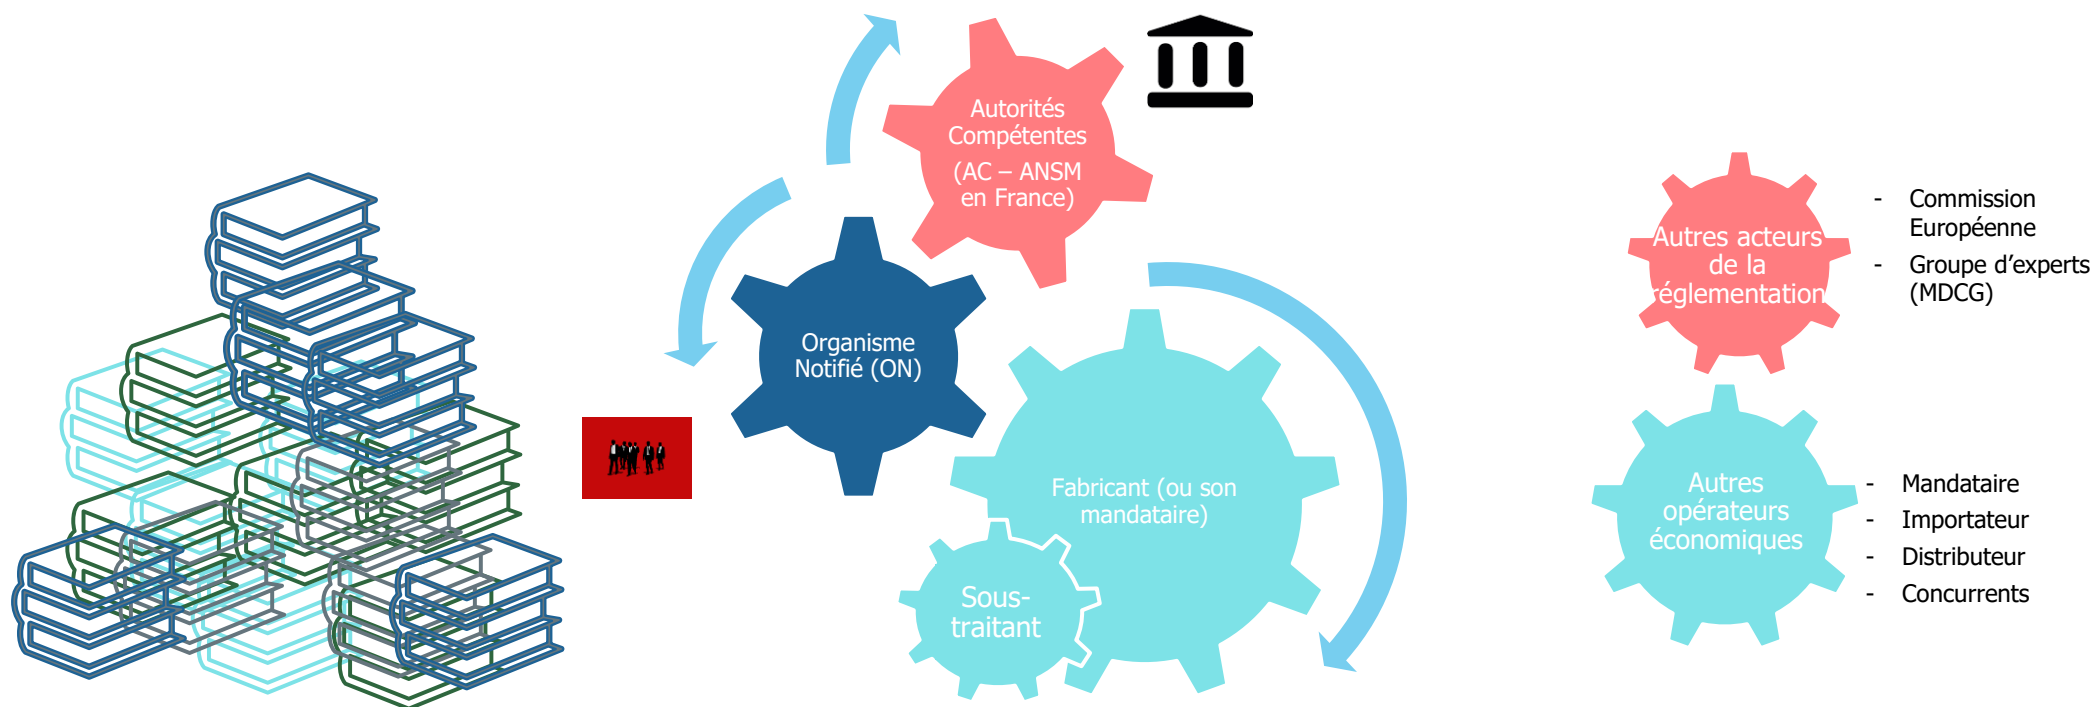 Autorités
Compétentes
(AC – ANSM
en France)
Organisme
Notifié (ON)
Fabricant (ou son
mandataire)
Sous-
traitant
Autres acteurs
de la
réglementation
- Commission
Européenne
- Groupe d’experts
(MDCG)
Autres
opérateurs
économiques
- Mandataire
- Importateur
- Distributeur
- Concurrents